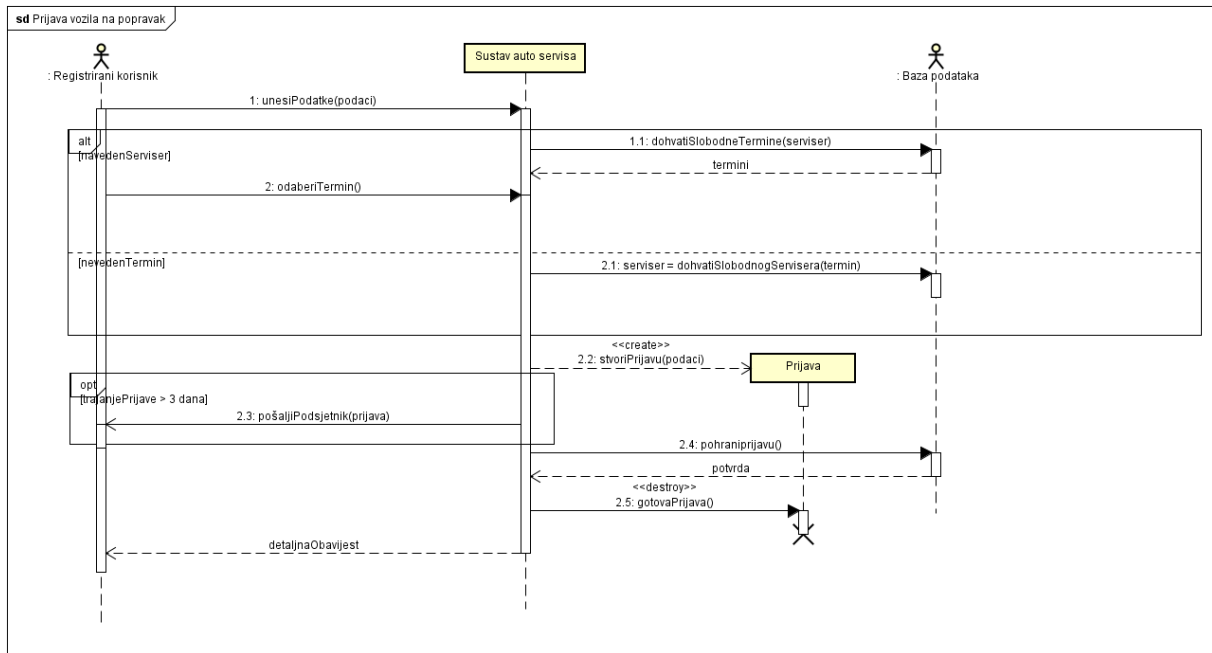 sd Prijava vozila na popravak
: Registrirani korisnik
Sustav auto servisa
: Baza podataka
1: unesiPodatke(podaci)
alt
[navedenServiser]
1.1: dohvatiSlobodneTermine(serviser)
termini
2: odaberiTermin()
[nevedenTermin]
2.1: serviser = dohvatiSlobodnogServisera(termin)
<<create>>
2.2: stvoriPrijavu(podaci)
Prijava
opt
[trajanjePrijave > 3 dana]
2.3: pošaljiPodsjetnik(prijava)
2.4: pohraniprijavu()
potvrda
<<destroy>>
2.5: gotovaPrijava()
detaljnaObavijest